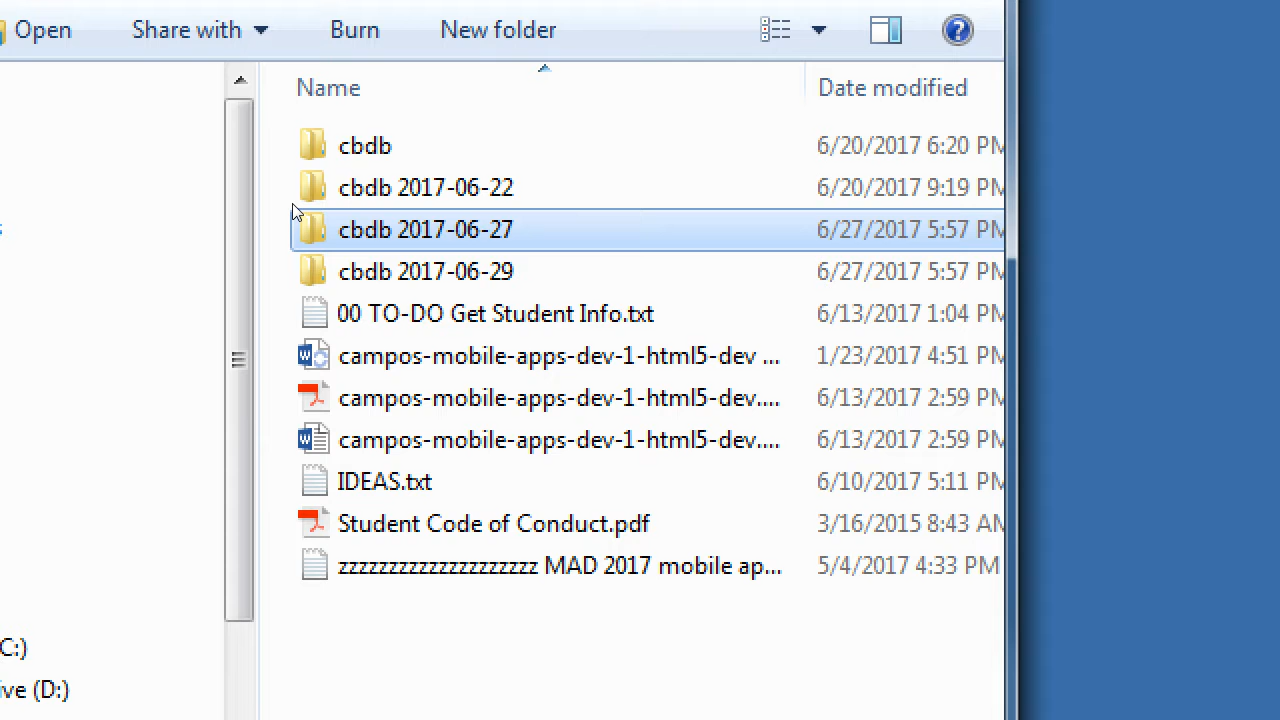 Open Share with Burn New folder
Name Date modified
cbdb 6/20/2017 6:20 PM
cbdb 2017-06-22 6/20/2017 9:19 PM
cbdb 2017-06-27 6/27/2017 5:57 PM
cbdb 2017-06-29 6/27/2017 5:57 PM
00 TO-DO Get Student Info.txt 6/13/2017 1:04 PM
campos-mobile-apps-dev-1-html5-dev ... 1/23/2017 4:51 PM
campos-mobile-apps-dev-1-html5-dev.... 6/13/2017 2:59 PM
campos-mobile-apps-dev-1-html5-dev.... 6/13/2017 2:59 PM
IDEAS.txt 6/10/2017 5:11 PM
Student Code of Conduct.pdf 3/16/2015 8:43 AM
zzzzzzzzzzzzzzzzzzzz MAD 2017 mobile ap... 5/4/2017 4:33 PM
C:)
ive (D:)